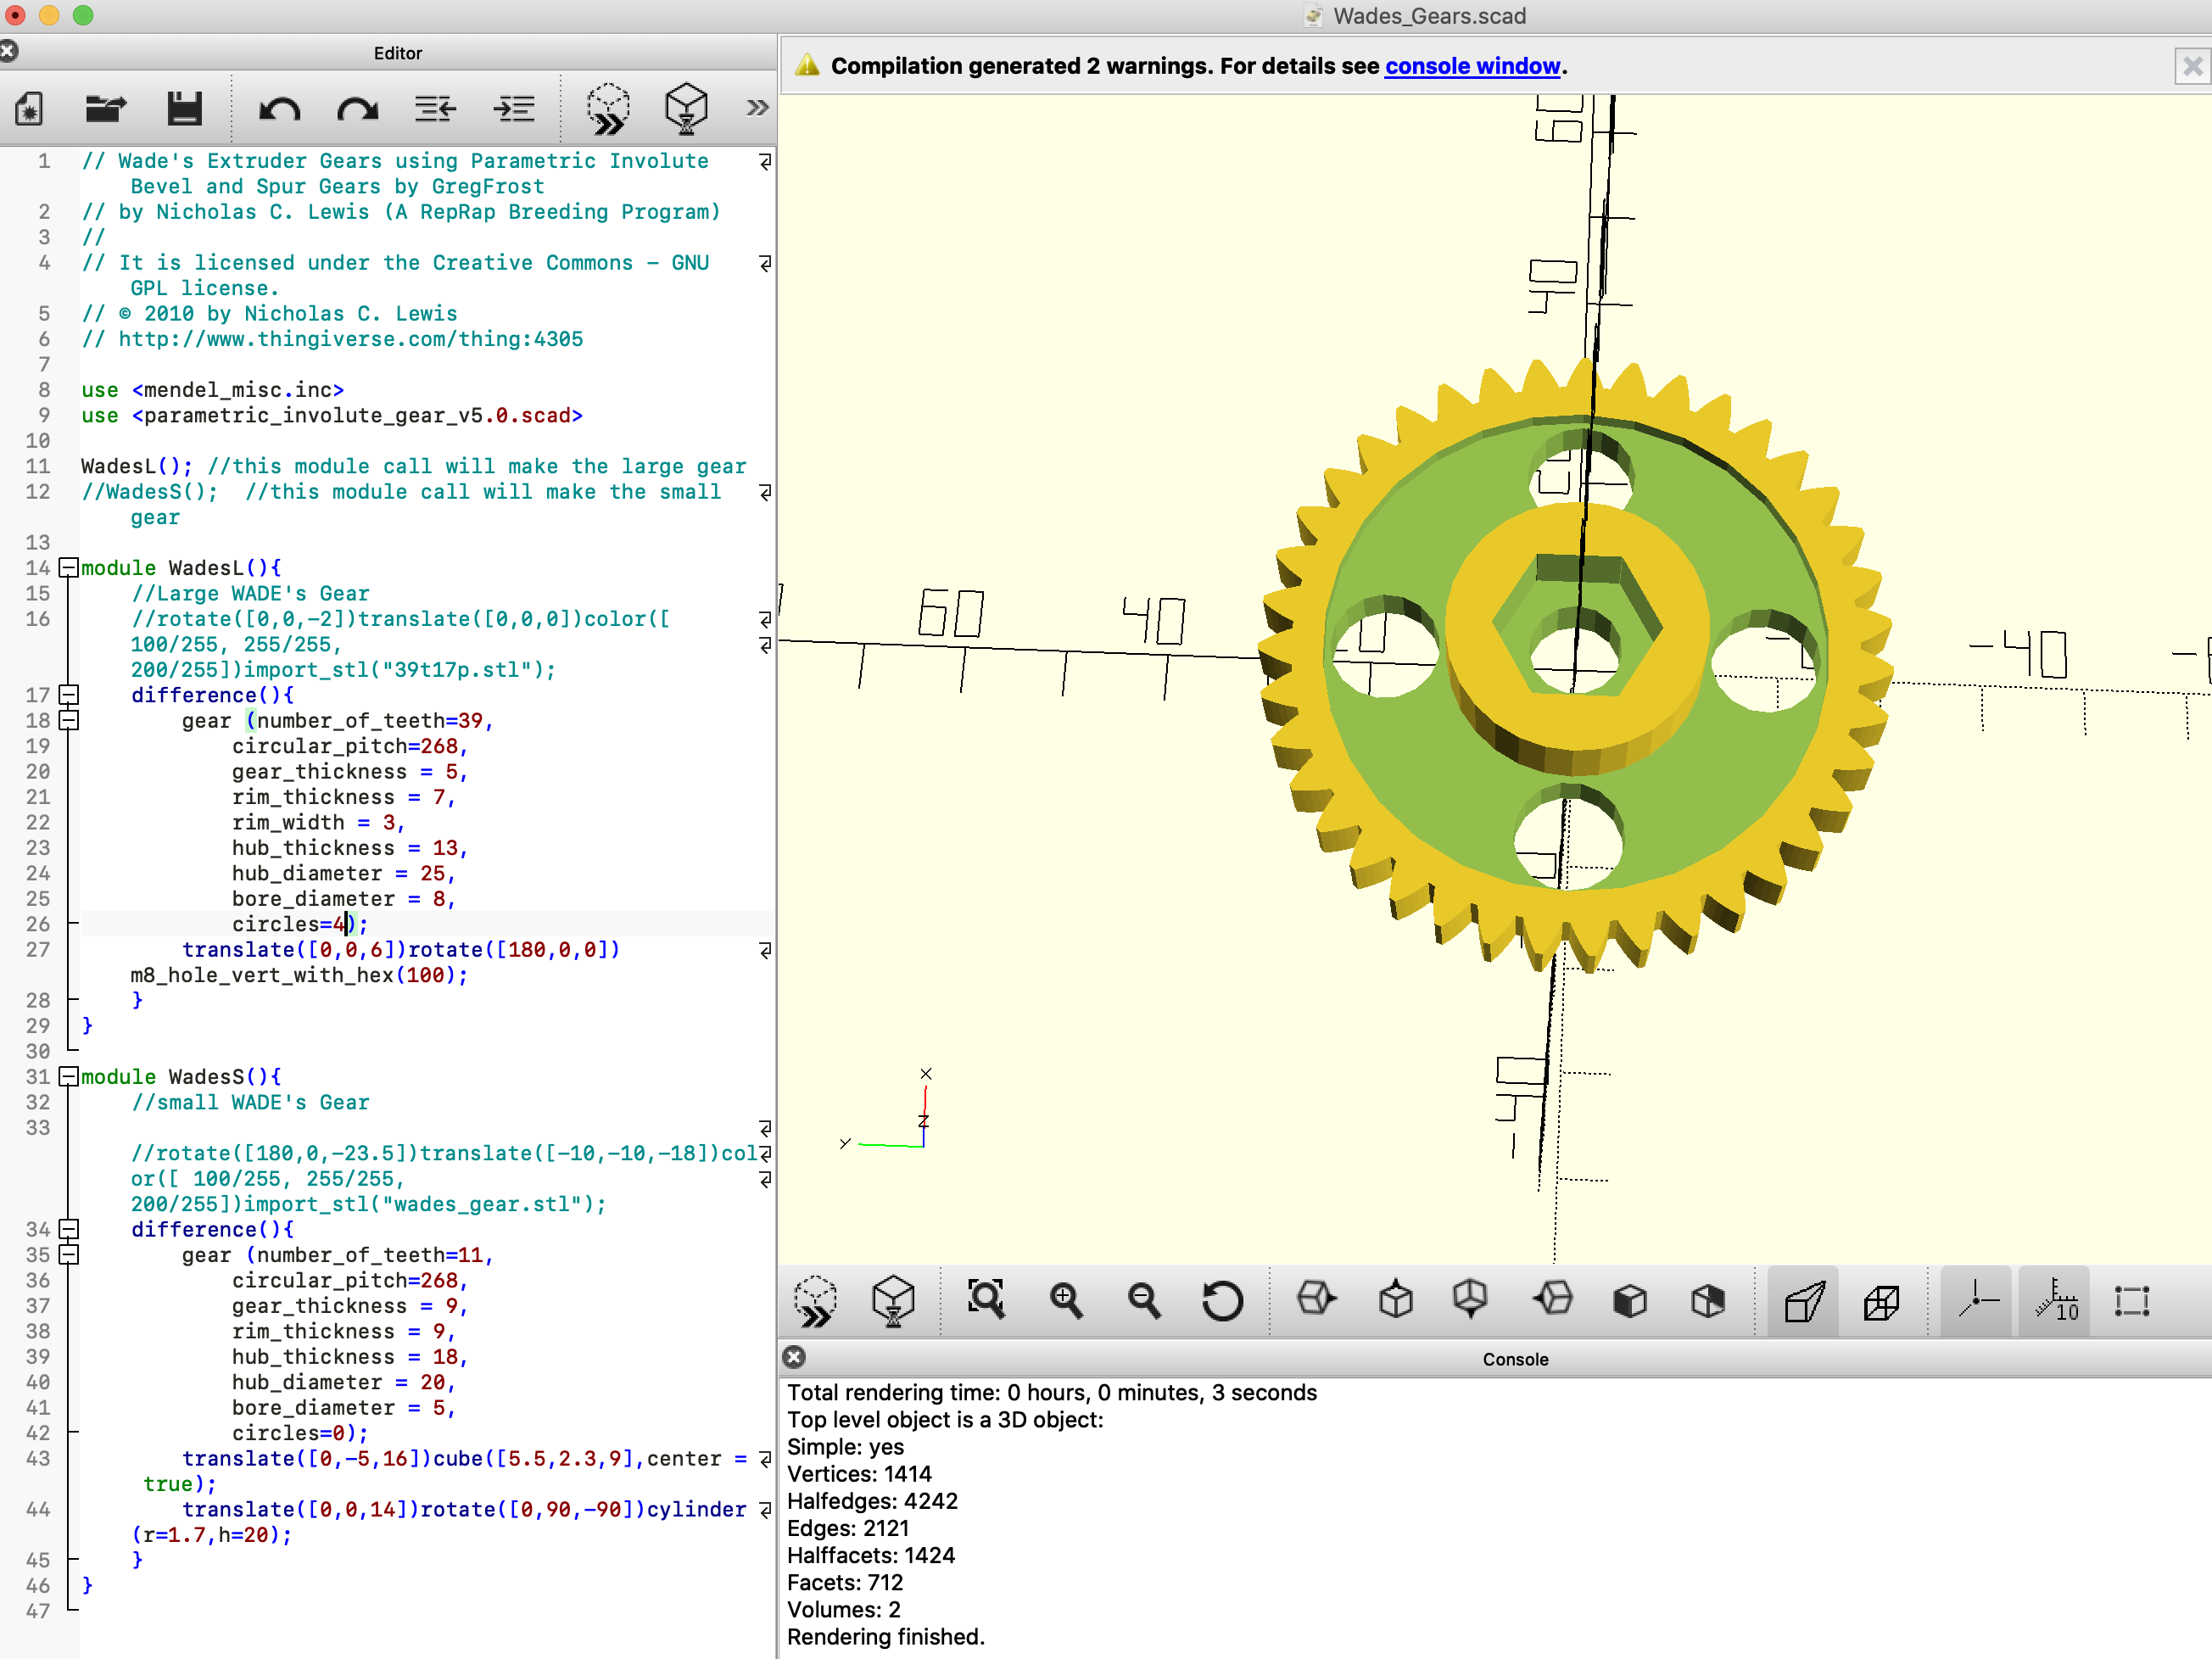 Wades_Gears.scad
Editor
Compilation generated 2 warnings. For details see console window.
1 // Wade's Extruder Gears using Parametric Involute
Bevel and Spur Gears by GregFrost
2 // by Nicholas C. Lewis (A RepRap Breeding Program)
3 //
4 // It is licensed under the Creative Commons – GNU
GPL license.
5 // © 2010 by Nicholas C. Lewis
6 // http://www.thingiverse.com/thing:4305
7
8 use <mendel_misc.inc>
9 use <parametric_involute_gear_v5.0.scad>
10
11 WadesL(); //this module call will make the large gear
12 //WadesS();  //this module call will make the small
gear
13
14 module WadesL(){
15 //Large WADE's Gear
16 //rotate([0,0,-2])translate([0,0,0])color([
100/255, 255/255,
200/255])import_stl("39t17p.stl");
17 difference(){
18 gear (number_of_teeth=39,
19 circular_pitch=268,
20 gear_thickness = 5,
21 rim_thickness = 7,
22 rim_width = 3,
23 hub_thickness = 13,
24 hub_diameter = 25,
25 bore_diameter = 8,
26 circles=4);
27 translate([0,0,6])rotate([180,0,0])
m8_hole_vert_with_hex(100);
28 }
29 }
30
31 module WadesS(){
32 //small WADE's Gear
33
//rotate([180,0,-23.5])translate([-10,-10,-18])col
or([ 100/255, 255/255,
200/255])import_stl("wades_gear.stl");
34 difference(){
35 gear (number_of_teeth=11,
36 circular_pitch=268,
37 gear_thickness = 9,
38 rim_thickness = 9,
39 hub_thickness = 18,
40 hub_diameter = 20,
41 bore_diameter = 5,
42 circles=0);
43 translate([0,-5,16])cube([5.5,2.3,9],center =
true);
44 translate([0,0,14])rotate([0,90,-90])cylinder
(r=1.7,h=20);
45 }
46 }
47
60
40
60
40
-40
-40
X
Z
Y
10
Console
Total rendering time: 0 hours, 0 minutes, 3 seconds
Top level object is a 3D object:
Simple: yes
Vertices: 1414
Halfedges: 4242
Edges: 2121
Halffacets: 1424
Facets: 712
Volumes: 2
Rendering finished.